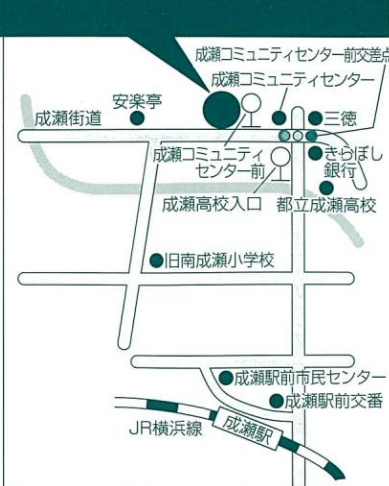 成瀬コミュニティセンター前交差点
成瀬コミュニティセンター
安楽亭
成瀬街道
三徳
成瀬コミュニティ
センター前
きらぼし
銀行
成瀬高校入口
都立成瀬高校
旧南成瀬小学校
成瀬駅前市民センター
成瀬駅前交番
JR横浜線
成瀬駅